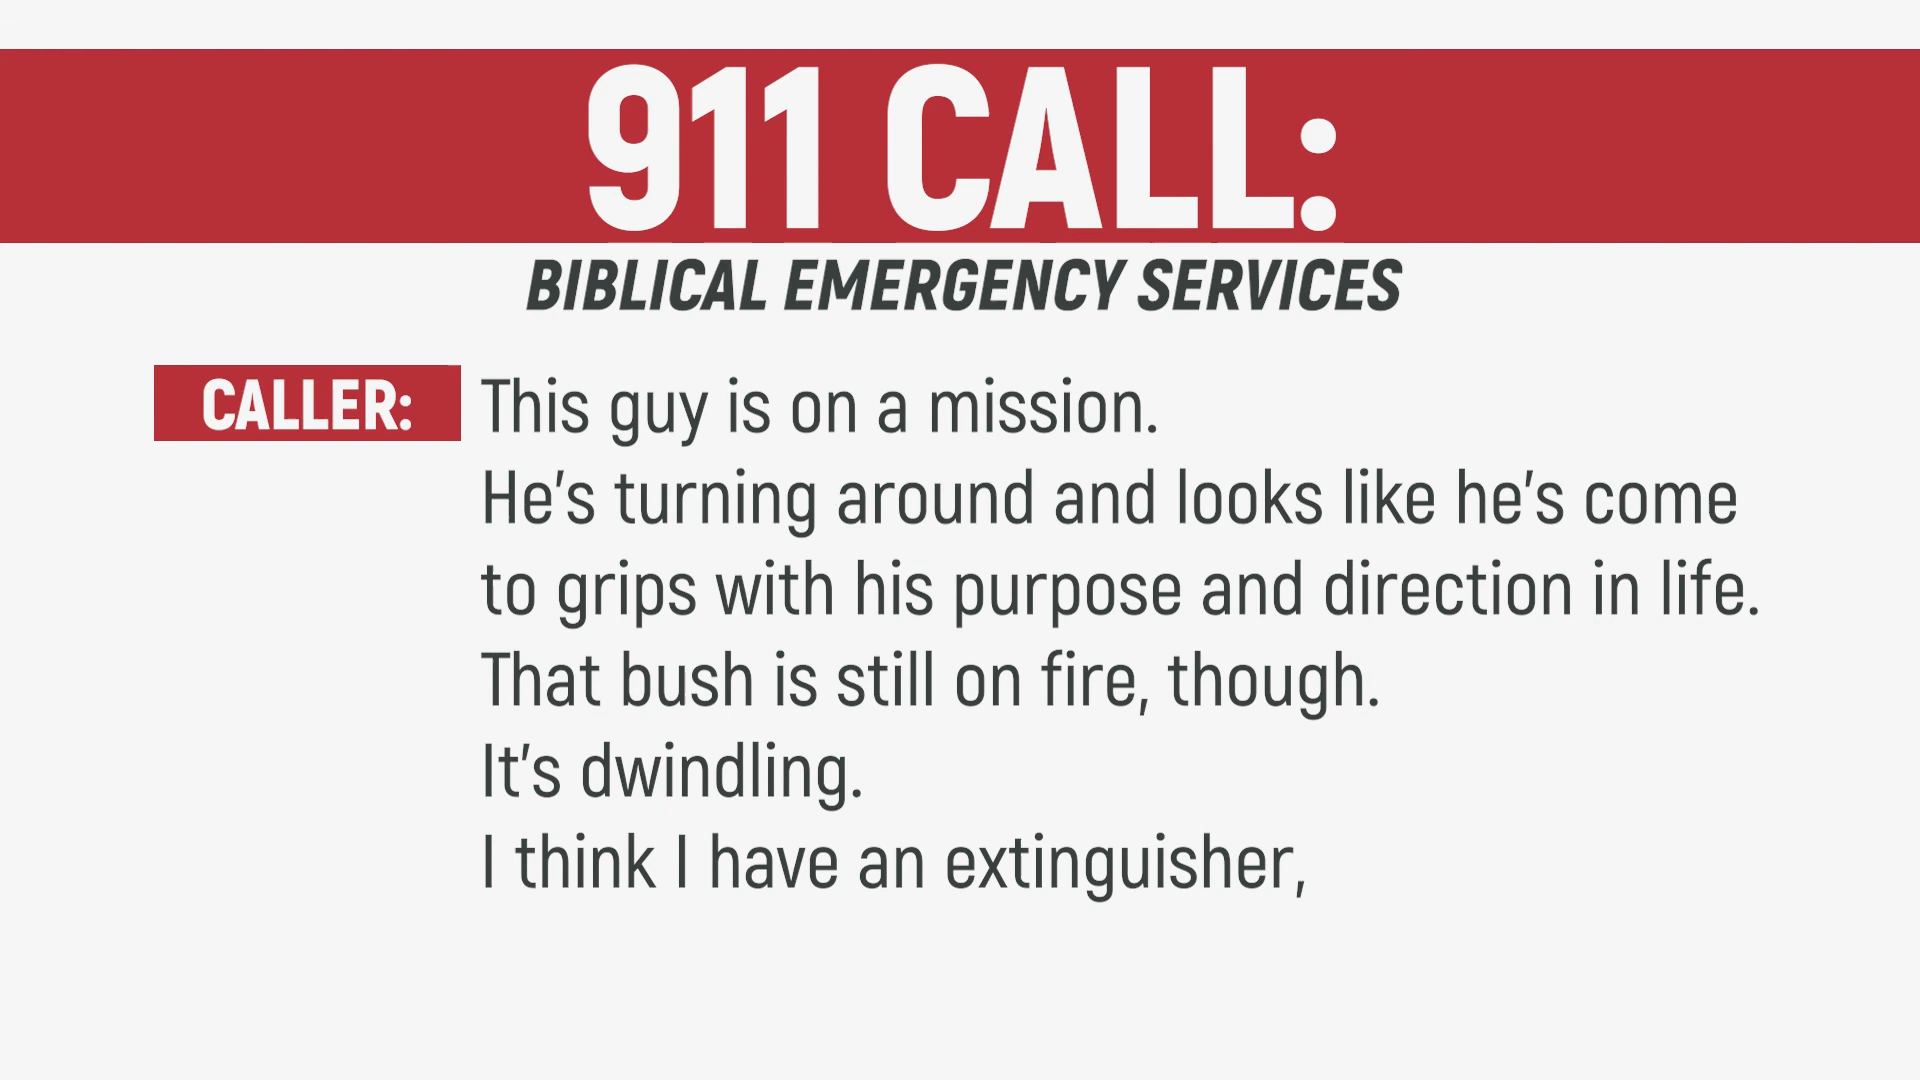 911 CALL:
BIBLICAL EMERGENCY SERVICES
CALLER: This guy is on a mission.
He's turning around and looks like he's come
to grips with his purpose and direction in life.
That bush is still on fire, though.
It's dwindling.
I think I have an extinguisher,